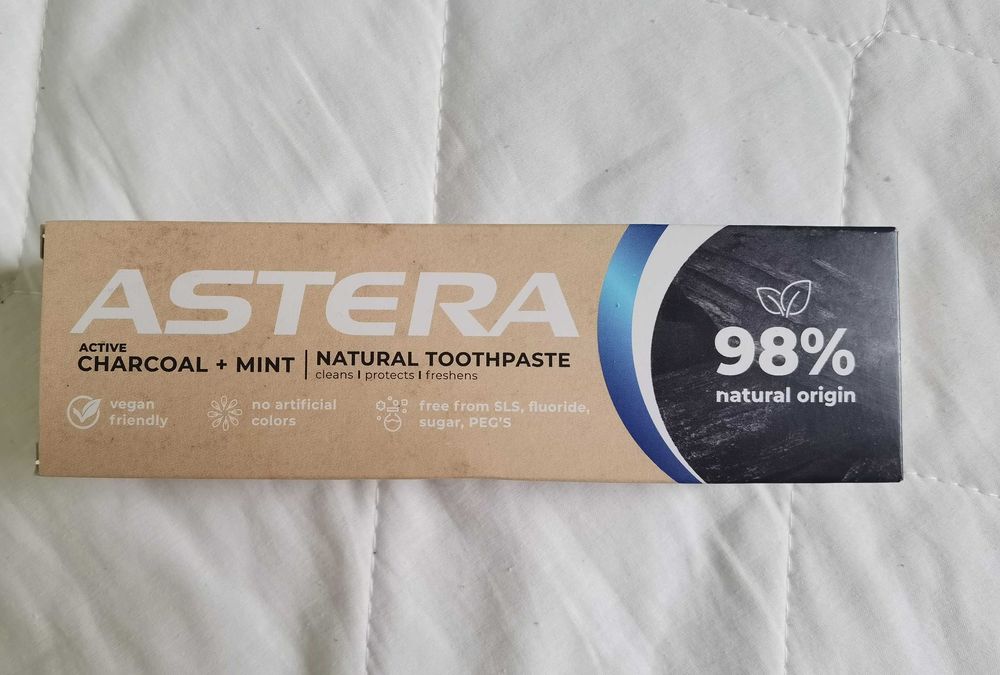 ASTERA
ACTIVE
CHARCOAL + MINT
NATURAL TOOTHPASTE
cleans I protects I freshens
vegan
friendly
no artificial
colors
free from SLS, fluoride,
sugar, PEG'S
98%
natural origin